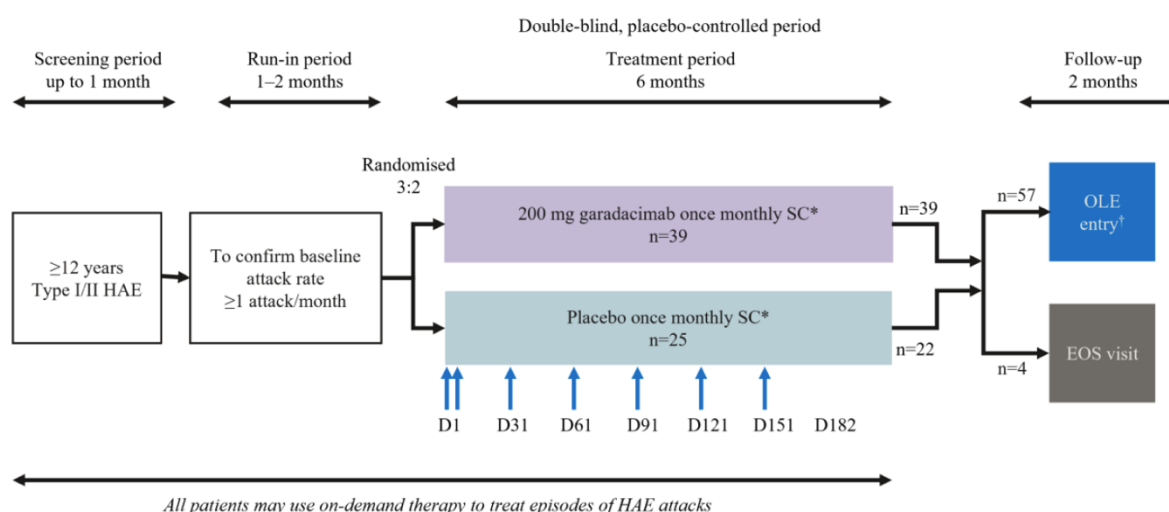 Double-blind, placebo-controlled period
Screening period
up to 1 month
Run-in period
1–2 months
Treatment period
6 months
Follow-up
2 months
Randomised
3:2
≥12 years
Type I/II HAE
To confirm baseline
attack rate
≥1 attack/month
200 mg garadacimab once monthly SC*
n=39
Placebo once monthly SC*
n=25
n=39
n=22
n=57
n=4
OLE
entry†
EOS visit
D1 D31 D61 D91 D121 D151 D182
All patients may use on-demand therapy to treat episodes of HAE attacks